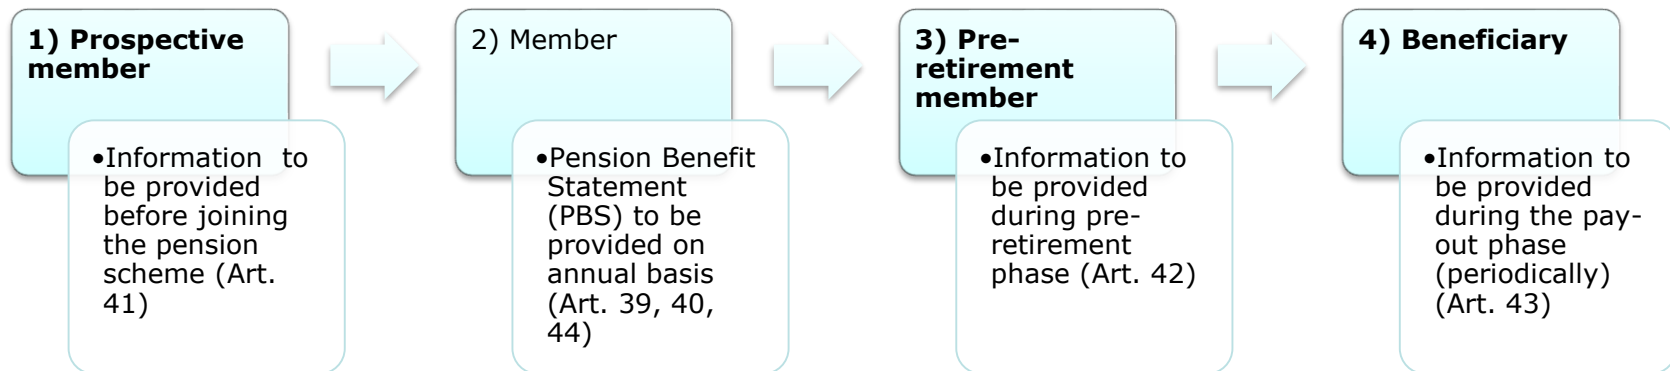 1) Prospective
member
•Information  to
be provided
before joining
the pension
scheme (Art.
41)
2) Member
•Pension Benefit
Statement
(PBS) to be
provided on
annual basis
(Art. 39, 40,
44)
3) Pre-
retirement
member
•Information to
be provided
during pre-
retirement
phase (Art. 42)
4) Beneficiary
•Information to
be provided
during the pay-
out phase
(periodically)
(Art. 43)